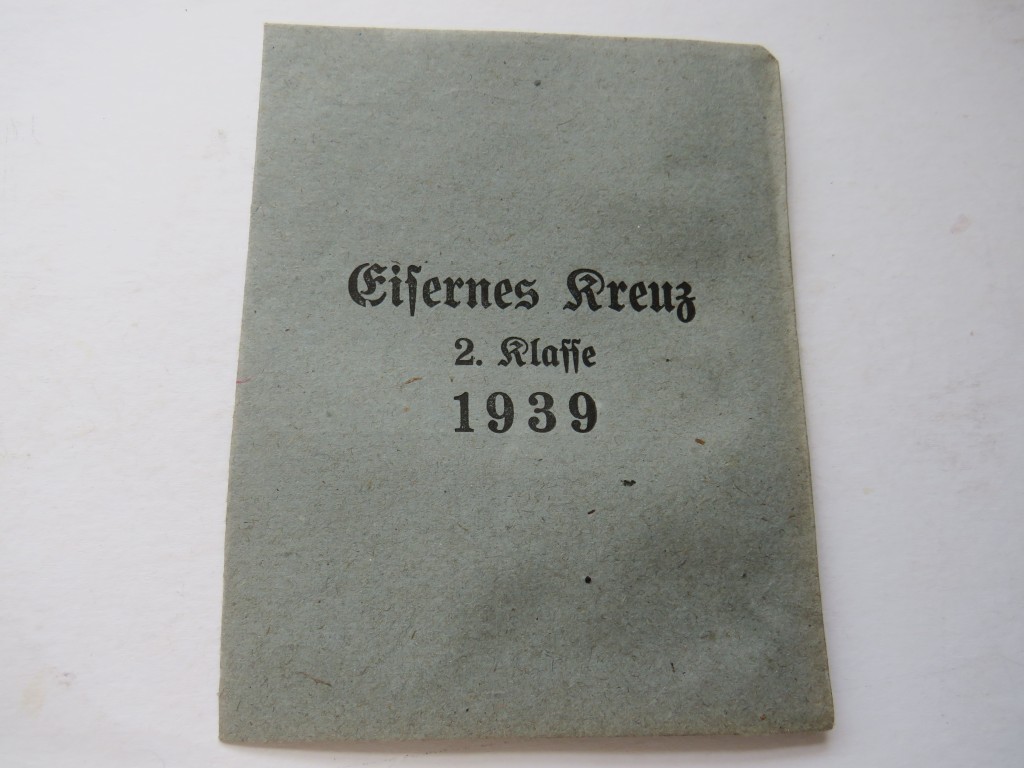 Eiſernes Kreuz
2. Klaſſe
1939